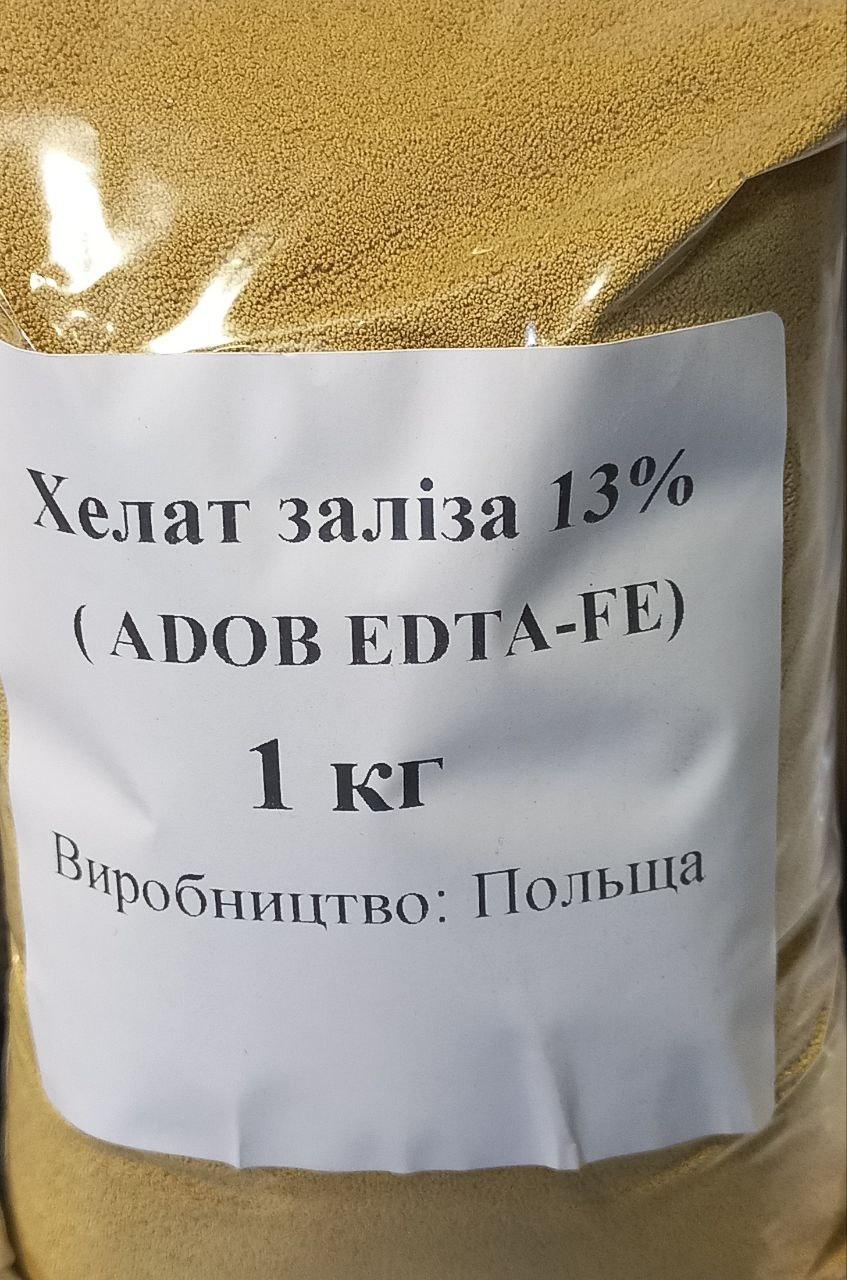 Хелат заліза 13%
( ADOB EDTA-FE)
1 кг
Виробництво: Польща